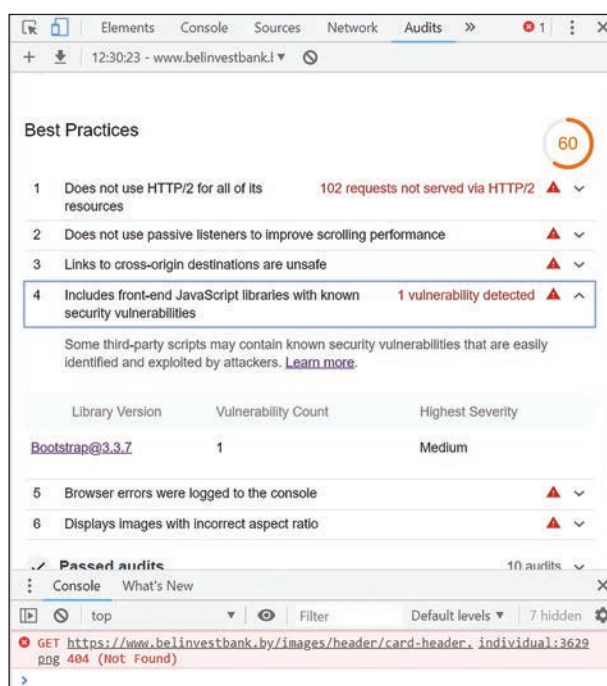 Elements Console Sources Network Audits » 1
12:30:23 - www.belinvestbank.l
Best Practices
60
1 Does not use HTTP/2 for all of its 102 requests not served via HTTP/2
resources
2 Does not use passive listeners to improve scrolling performance
3 Links to cross-origin destinations are unsafe
4 Includes front-end JavaScript libraries with known 1 vulnerability detected
security vulnerabilities
Some third-party scripts may contain known security vulnerabilities that are easily
identified and exploited by attackers. Learn more.
Library Version Vulnerability Count Highest Severity
Bootstrap@3.3.7 1 Medium
5 Browser errors were logged to the console
6 Displays images with incorrect aspect ratio
Passed audits 10 audits
Console What's New
top Filter Default levels 7 hidden
GET https://www.belinvestbank.by/images/header/card-header. individual:3629
png 404 (Not Found)
>